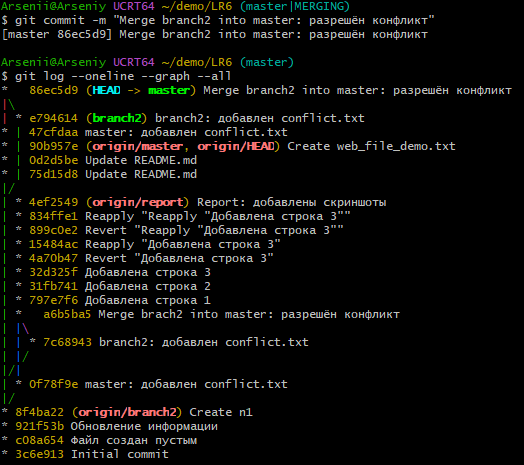 Arsenii@Arseniy UCRT64 ~/demo/LR6 (master|MERGING)
$ git commit -m "Merge branch2 into master: разрешён конфликт"
[master 86ec5d9] Merge branch2 into master: разрешён конфликт
Arsenii@Arseniy UCRT64 ~/demo/LR6 (master)
$ git log --oneline --graph --all
*   86ec5d9 (HEAD -> master) Merge branch2 into master: разрешён конфликт
|\
| * e794614 (branch2) branch2: добавлен conflict.txt
* | 47cfdaa master: добавлен conflict.txt
* | 90b957e (origin/master, origin/HEAD) Create web_file_demo.txt
* | 0d2d5be Update README.md
* | 75d15d8 Update README.md
|/
| * 4ef2549 (origin/report) Report: добавлены скриншоты
| * 834ffe1 Reapply "Reapply "Добавлена строка 3""
| * 899c0e2 Revert "Reapply "Добавлена строка 3""
| * 15484ac Reapply "Добавлена строка 3"
| * 4a70b47 Revert "Добавлена строка 3"
| * 32d325f Добавлена строка 3
| * 31fb741 Добавлена строка 2
| * 797e7f6 Добавлена строка 1
| *   a6b5ba5 Merge brach2 into master: разрешён конфликт
| |\
| | * 7c68943 branch2: добавлен conflict.txt
| |/
|/|
| * 0f78f9e master: добавлен conflict.txt
|/
* 8f4ba22 (origin/branch2) Create n1
* 921f53b Обновление информации
* c08a654 Файл создан пустым
* 3c6e913 Initial commit